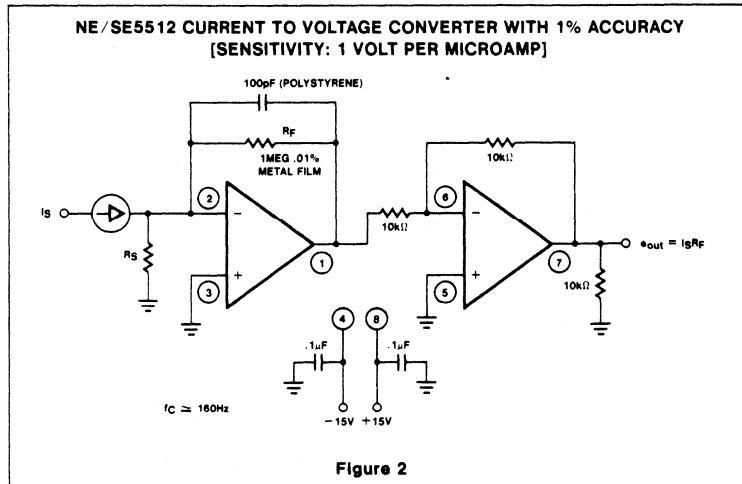 NE/SE5512 CURRENT TO VOLTAGE CONVERTER WITH 1% ACCURACY
[SENSITIVITY: 1 VOLT PER MICROAMP]
100pF (POLYSTYRENE)
RF
1MEG .01%
METAL FILM
10kΩ
IS
2
−
6
−
RS
1
10kΩ
7
eout = ISRF
3
+
5
+
10kΩ
4
8
.1μF
.1μF
fC ≃ 160Hz
−15V
+15V
Figure 2